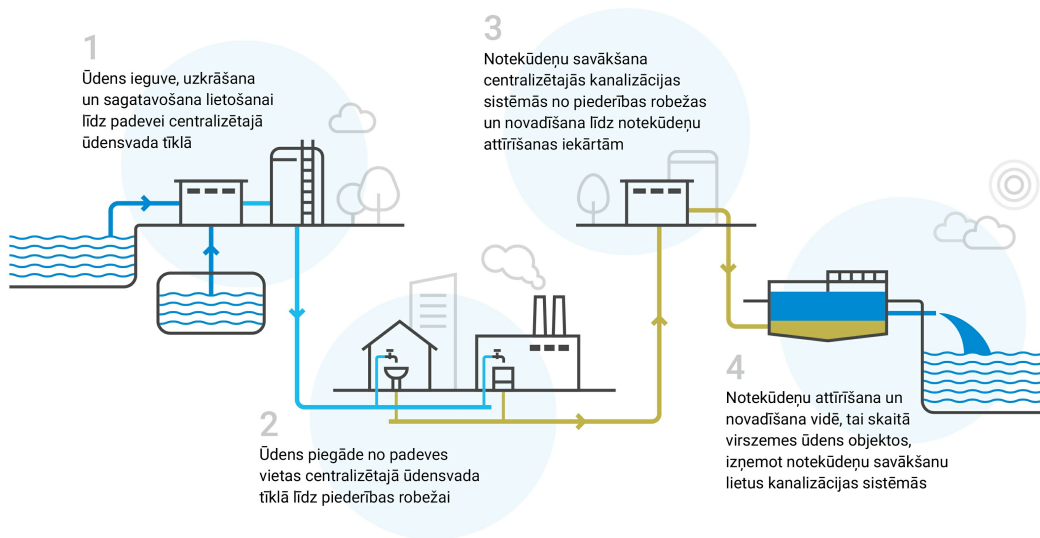 1
Ūdens ieguve, uzkrāšana
un sagatavošana lietošanai
līdz padevei centralizētajā
ūdensvada tīklā
2
Ūdens piegāde no padeves
vietas centralizētajā ūdensvada
tīklā līdz piederības robežai
3
Notekūdeņu savākšana
centralizētajās kanalizācijas
sistēmās no piederības robežas
un novadīšana līdz notekūdeņu
attīrīšanas iekārtām
4
Notekūdeņu attīrīšana un
novadīšana vidē, tai skaitā
virszemes ūdens objektos,
izņemot notekūdeņu savākšanu
lietus kanalizācijas sistēmās